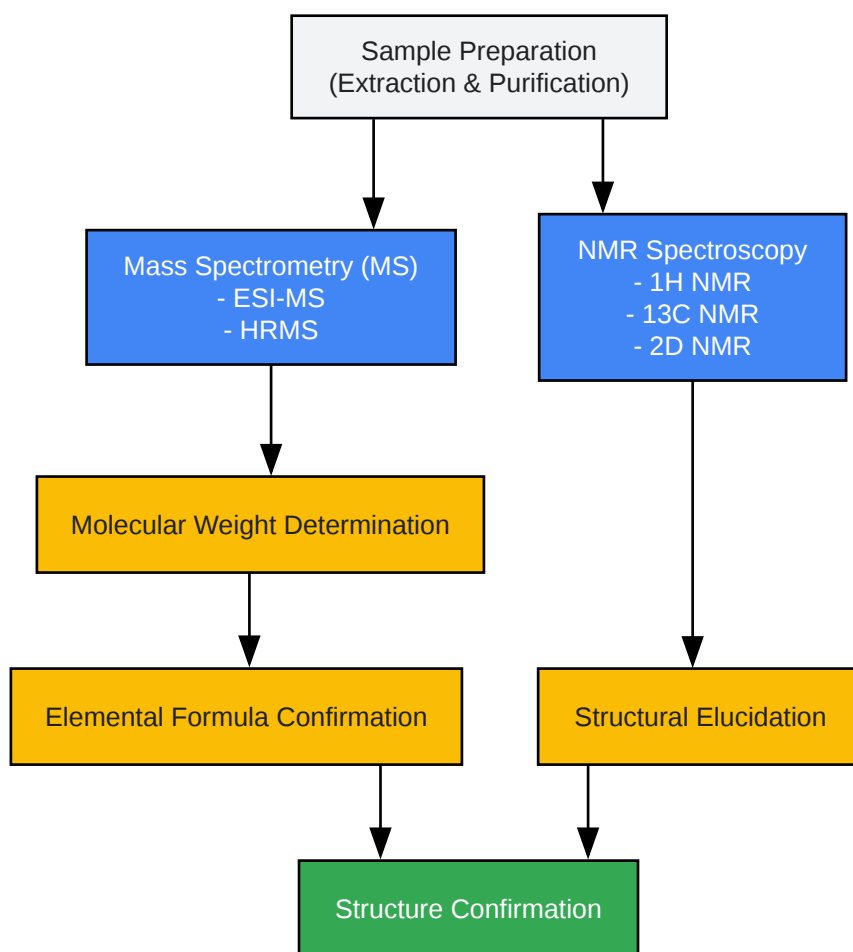 Sample Preparation
(Extraction & Purification)
Mass Spectrometry (MS)
- ESI-MS
- HRMS
NMR Spectroscopy
- 1H NMR
- 13C NMR
- 2D NMR
Molecular Weight Determination
Elemental Formula Confirmation
Structural Elucidation
Structure Confirmation